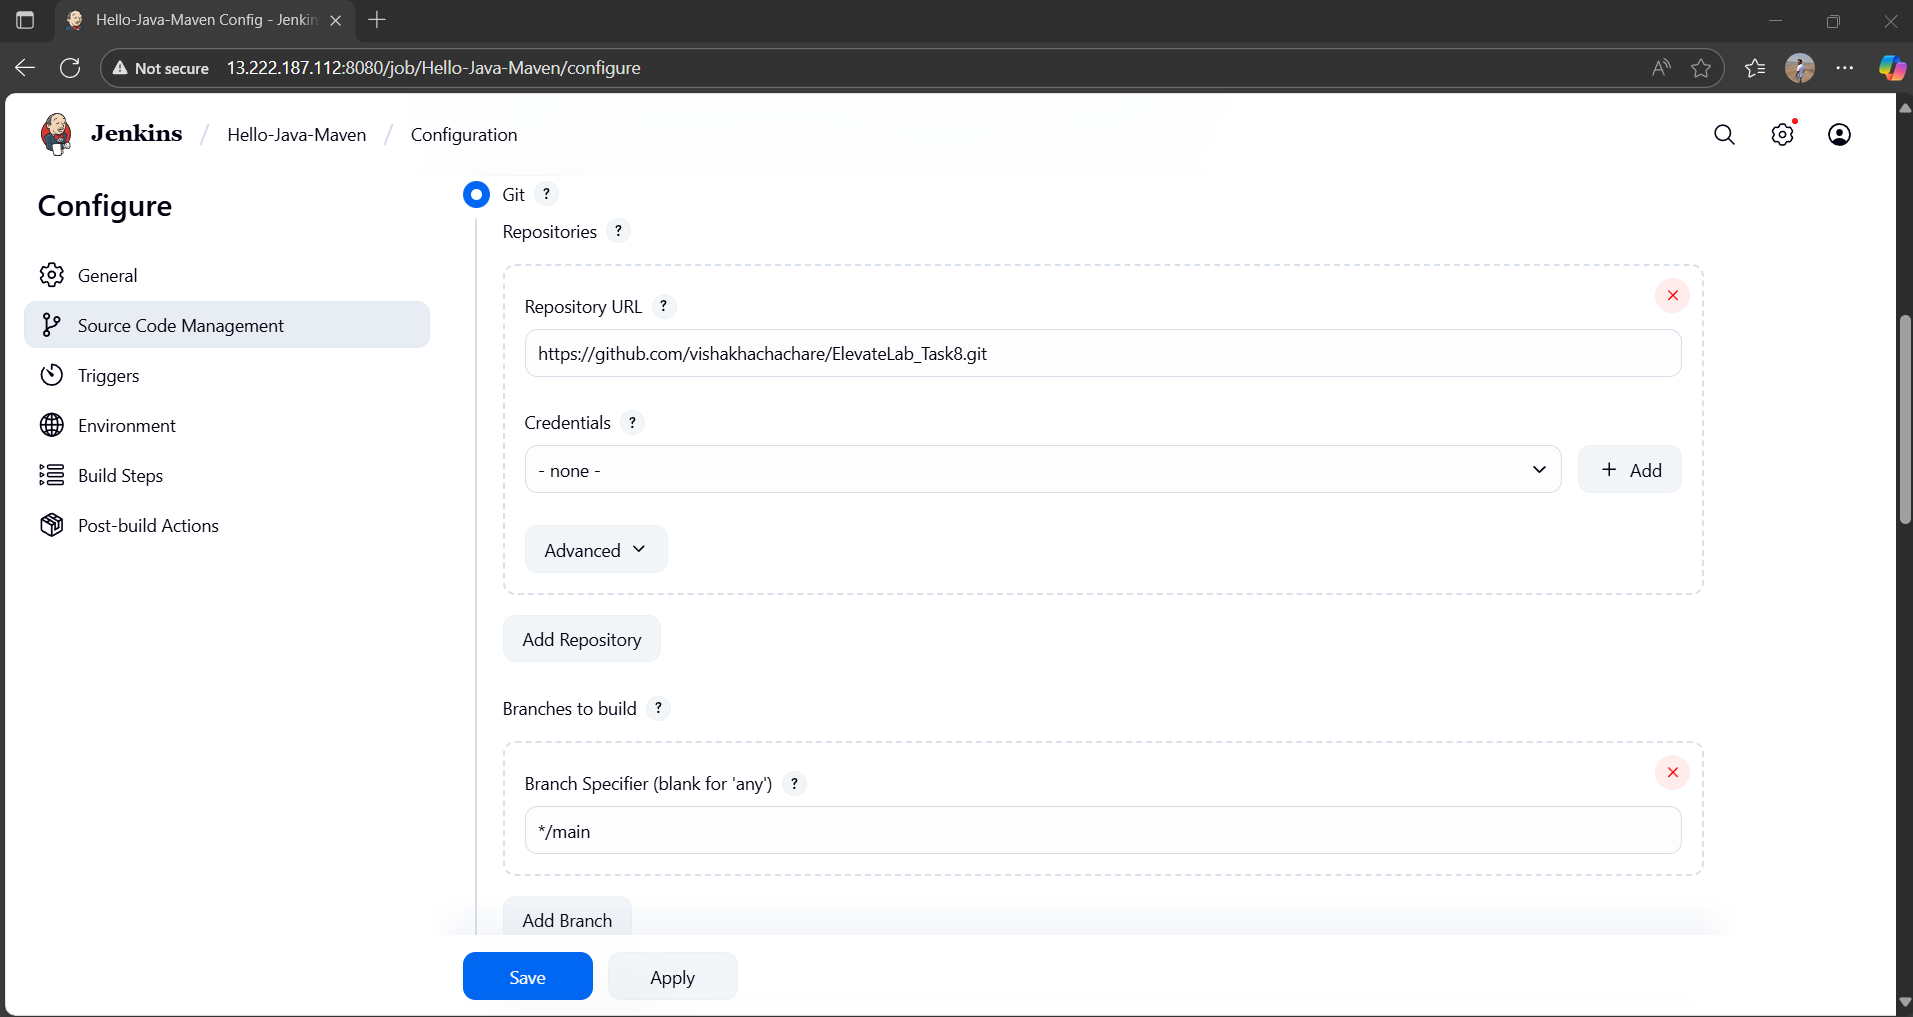 Hello-Java-Maven Config - Jenkin
Not secure 13.222.187.112:8080/job/Hello-Java-Maven/configure
Jenkins / Hello-Java-Maven / Configuration
Configure
General
Source Code Management
Triggers
Environment
Build Steps
Post-build Actions
Git ?
Repositories ?
Repository URL ?
https://github.com/vishakhachachare/ElevateLab_Task8.git
Credentials ?
- none -
+ Add
Advanced
Add Repository
Branches to build ?
Branch Specifier (blank for 'any') ?
*/main
Add Branch
Save Apply